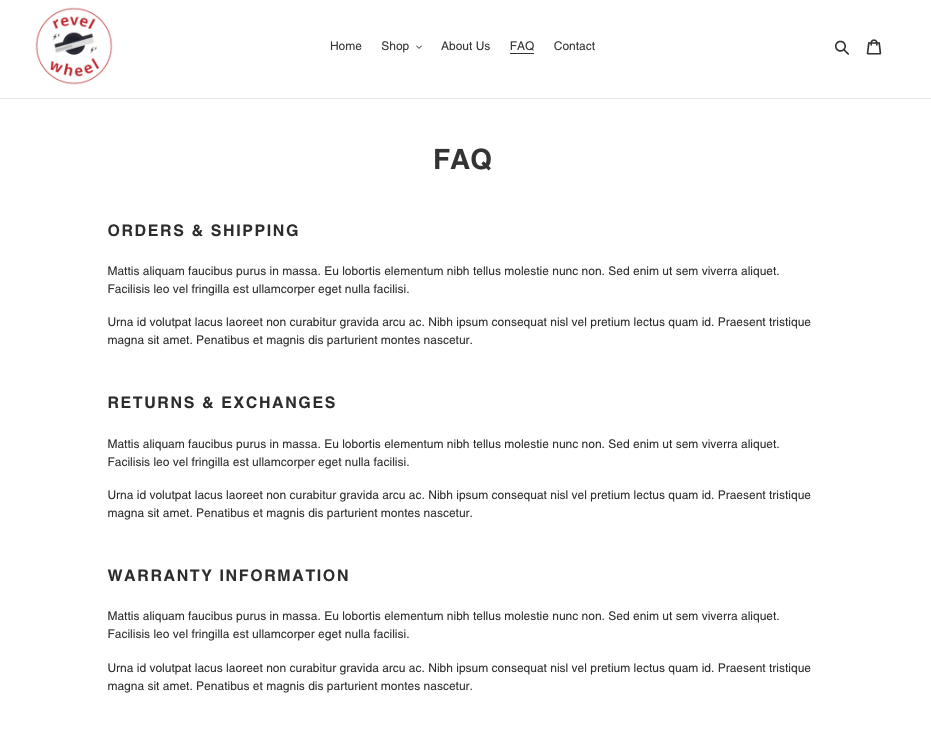 revel
wheel
Home Shop About Us FAQ Contact
FAQ
ORDERS & SHIPPING
Mattis aliquam faucibus purus in massa. Eu lobortis elementum nibh tellus molestie nunc non. Sed enim ut sem viverra aliquet.
Facilisis leo vel fringilla est ullamcorper eget nulla facilisi.
Urna id volutpat lacus laoreet non curabitur gravida arcu ac. Nibh ipsum consequat nisl vel pretium lectus quam id. Praesent tristique
magna sit amet. Penatibus et magnis dis parturient montes nascetur.
RETURNS & EXCHANGES
Mattis aliquam faucibus purus in massa. Eu lobortis elementum nibh tellus molestie nunc non. Sed enim ut sem viverra aliquet.
Facilisis leo vel fringilla est ullamcorper eget nulla facilisi.
Urna id volutpat lacus laoreet non curabitur gravida arcu ac. Nibh ipsum consequat nisl vel pretium lectus quam id. Praesent tristique
magna sit amet. Penatibus et magnis dis parturient montes nascetur.
WARRANTY INFORMATION
Mattis aliquam faucibus purus in massa. Eu lobortis elementum nibh tellus molestie nunc non. Sed enim ut sem viverra aliquet.
Facilisis leo vel fringilla est ullamcorper eget nulla facilisi.
Urna id volutpat lacus laoreet non curabitur gravida arcu ac. Nibh ipsum consequat nisl vel pretium lectus quam id. Praesent tristique
magna sit amet. Penatibus et magnis dis parturient montes nascetur.